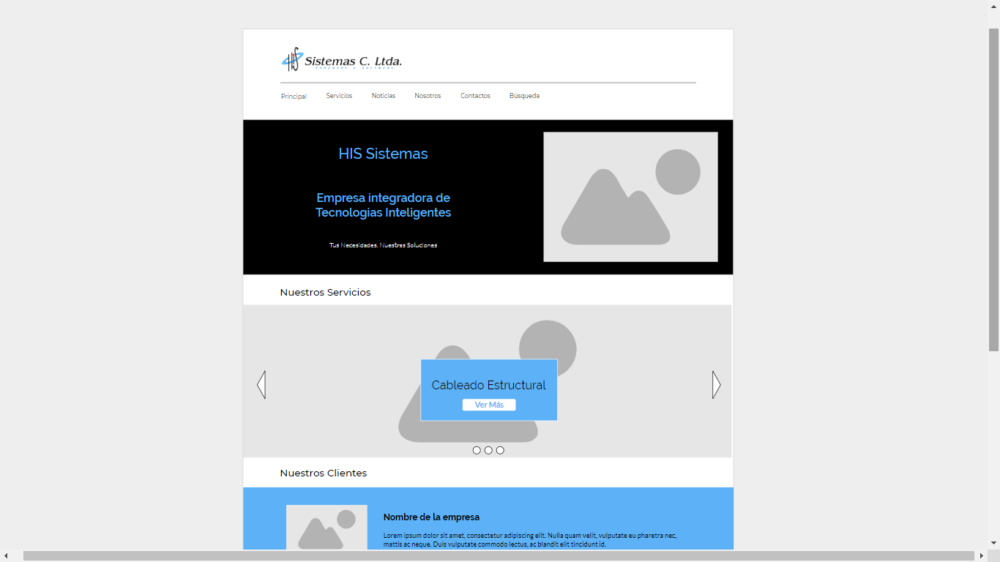 HiS Sistemas C. Ltda.
HARDWARE & SOFTWARE
Principal Servicios Noticias Nosotros Contactos Búsqueda
HIS Sistemas
Empresa integradora de
Tecnologias Inteligentes
Tus Necesidades. Nuestras Soluciones
Nuestros Servicios
Cableado Estructural
Ver Más
Nuestros Clientes
Nombre de la empresa
Lorem ipsum dolor sit amet, consectetur adipiscing elit. Nulla quam velit, vulputate eu pharetra nec,
mattis ac neque. Duis vulputate commodo lectus, ac blandit elit tincidunt id.